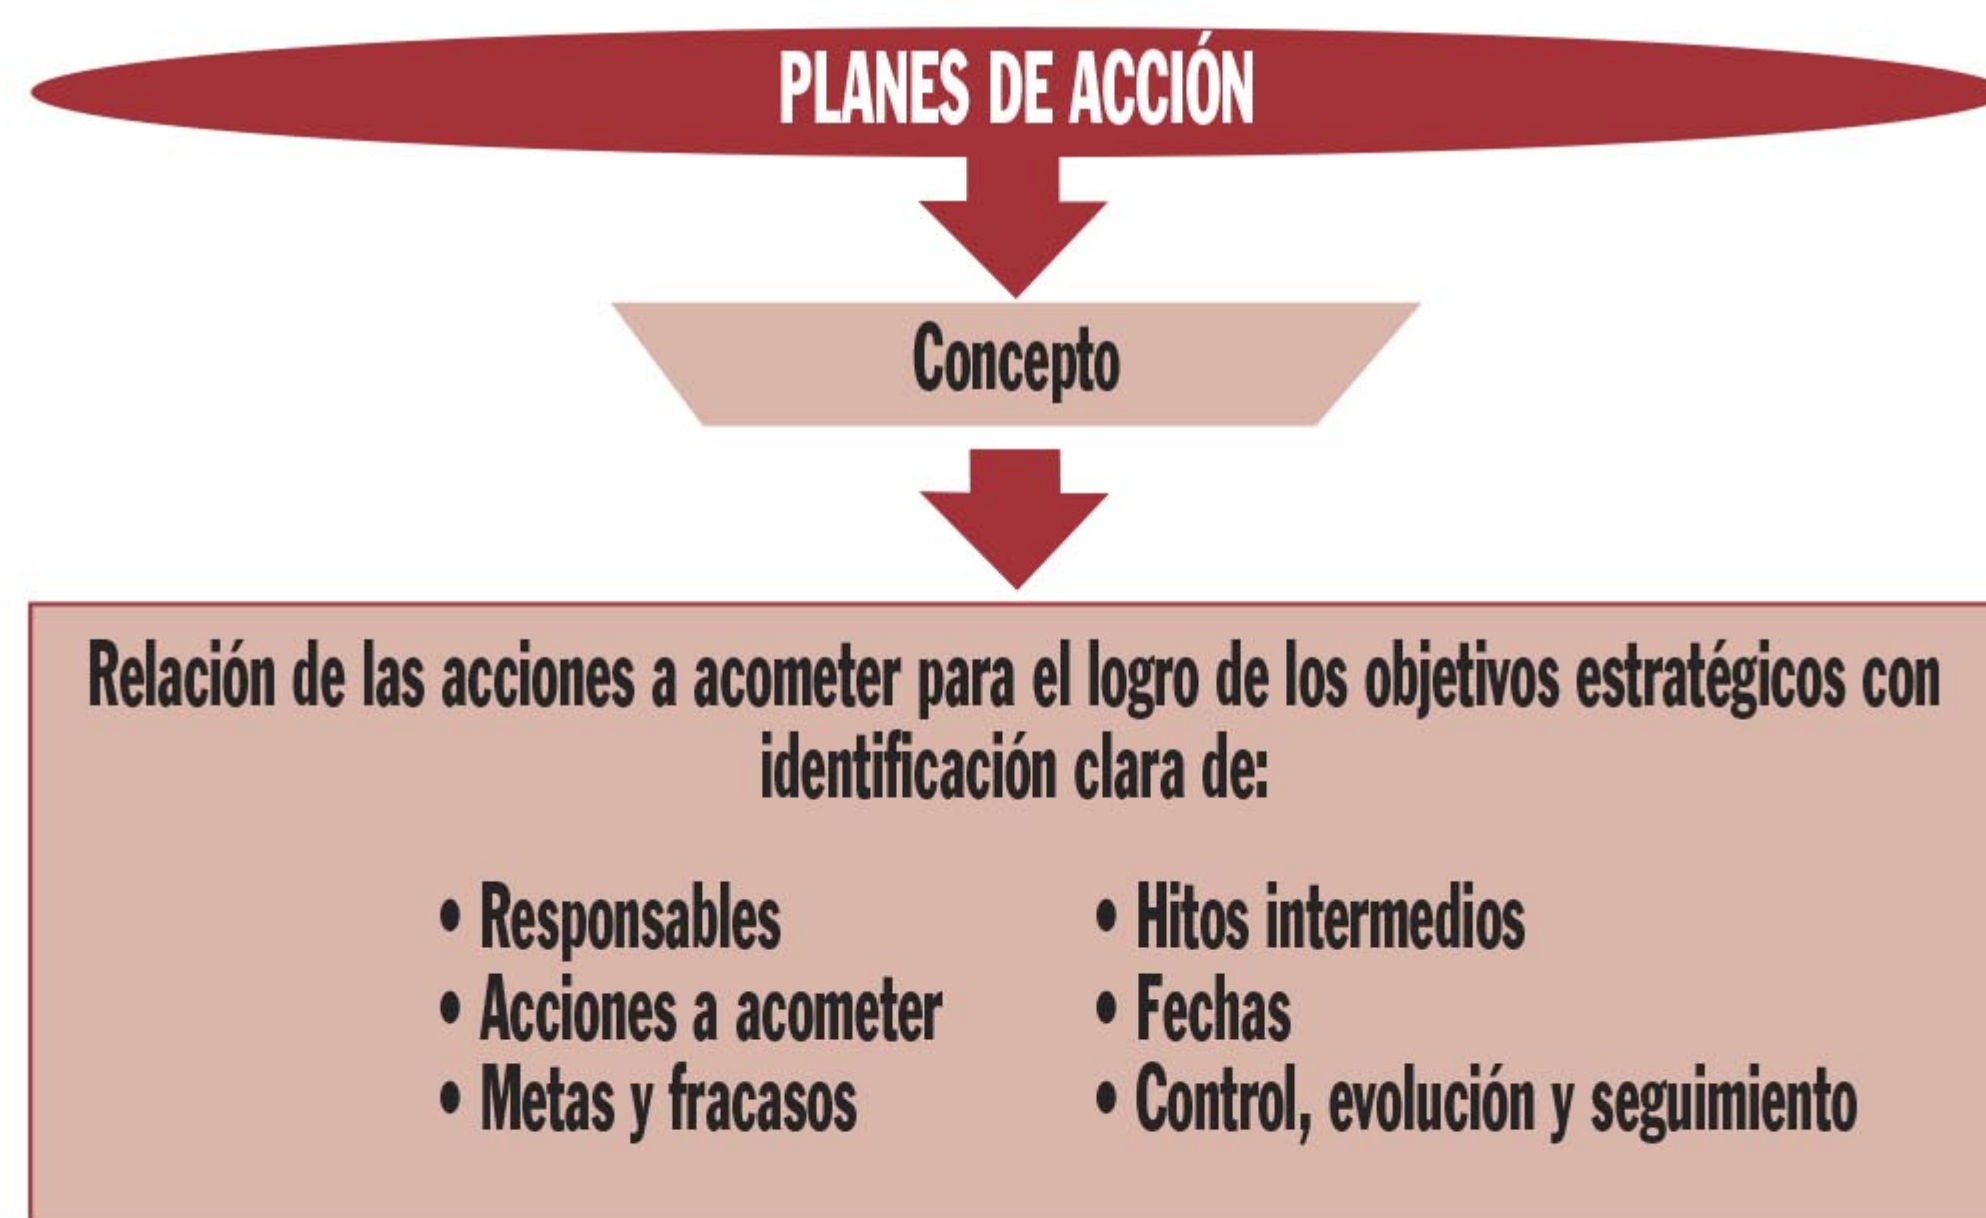 PLANES DE ACCIÓN
Concepto
Relación de las acciones a acometer para el logro de los objetivos estratégicos con
identificación clara de:
• Responsables
• Acciones a acometer
• Metas y fracasos
• Hitos intermedios
• Fechas
• Control, evolución y seguimiento